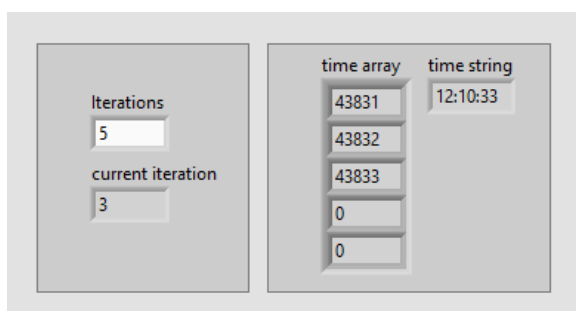 Iterations
5
current iteration
3
time array
43831
43832
43833
0
0
time string
12:10:33